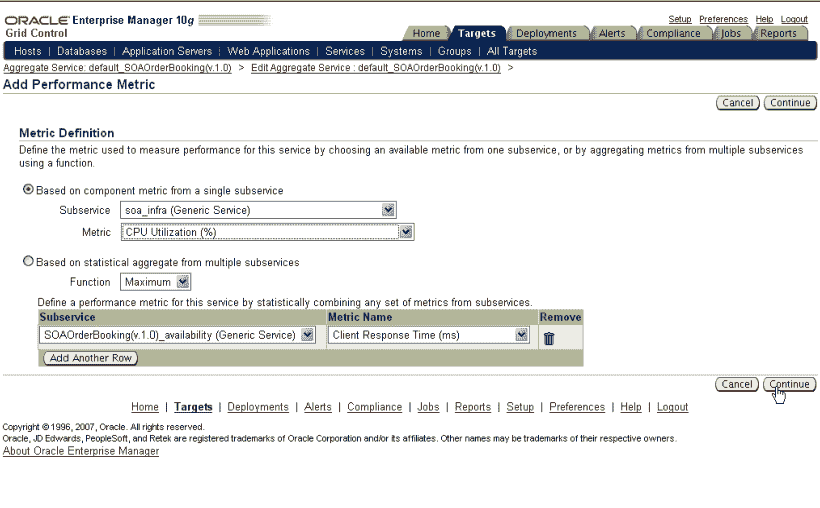 ORACLE Enterprise Manager 10g
Grid Control
Setup Preferences Help Logout
Home Targets Deployments Alerts Compliance Jobs Reports
Hosts | Databases | Application Servers | Web Applications | Services | Systems | Groups | All Targets
Aggregate Service: default_SOAOrderBooking(v.1.0) > Edit Aggregate Service : default_SOAOrderBooking(v.1.0) >
Add Performance Metric
Cancel Continue
Metric Definition
Define the metric used to measure performance for this service by choosing an available metric from one subservice, or by aggregating metrics from multiple subservices
using a function.
Based on component metric from a single subservice
Subservice soa_infra (Generic Service)
Metric CPU Utilization (%)
Based on statistical aggregate from multiple subservices
Function Maximum
Define a performance metric for this service by statistically combining any set of metrics from subservices.
Subservice Metric Name Remove
SOAOrderBooking(v.1.0)_availability (Generic Service) Client Response Time (ms)
Add Another Row
Cancel Continue
Home | Targets | Deployments | Alerts | Compliance | Jobs | Reports | Setup | Preferences | Help | Logout
Copyright © 1996, 2007, Oracle. All rights reserved.
Oracle, JD Edwards, PeopleSoft, and Retek are registered trademarks of Oracle Corporation and/or its affiliates. Other names may be trademarks of their respective owners.
About Oracle Enterprise Manager